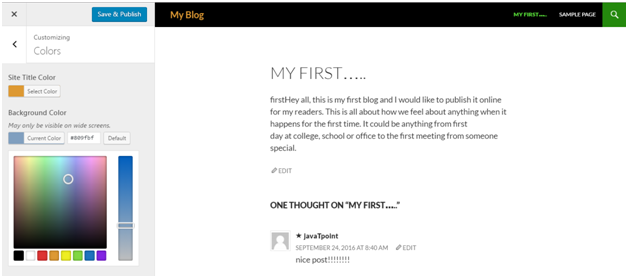 Save & Publish
Customizing
Colors
Site Title Color
Select Color
Background Color
May only be visible on wide screens.
Current Color
#809fbf
Default
My Blog
MY FIRST.....
SAMPLE PAGE
MY FIRST.....
firstHey all, this is my first blog and I would like to publish it online
for my readers. This is all about how we feel about anything when it
happens for the first time. It could be anything from first
day at college, school or office to the first meeting from someone
special.
EDIT
ONE THOUGHT ON “MY FIRST.....”
★ javaTpoint
SEPTEMBER 24, 2016 AT 8:40 AM EDIT
nice post!!!!!!!!